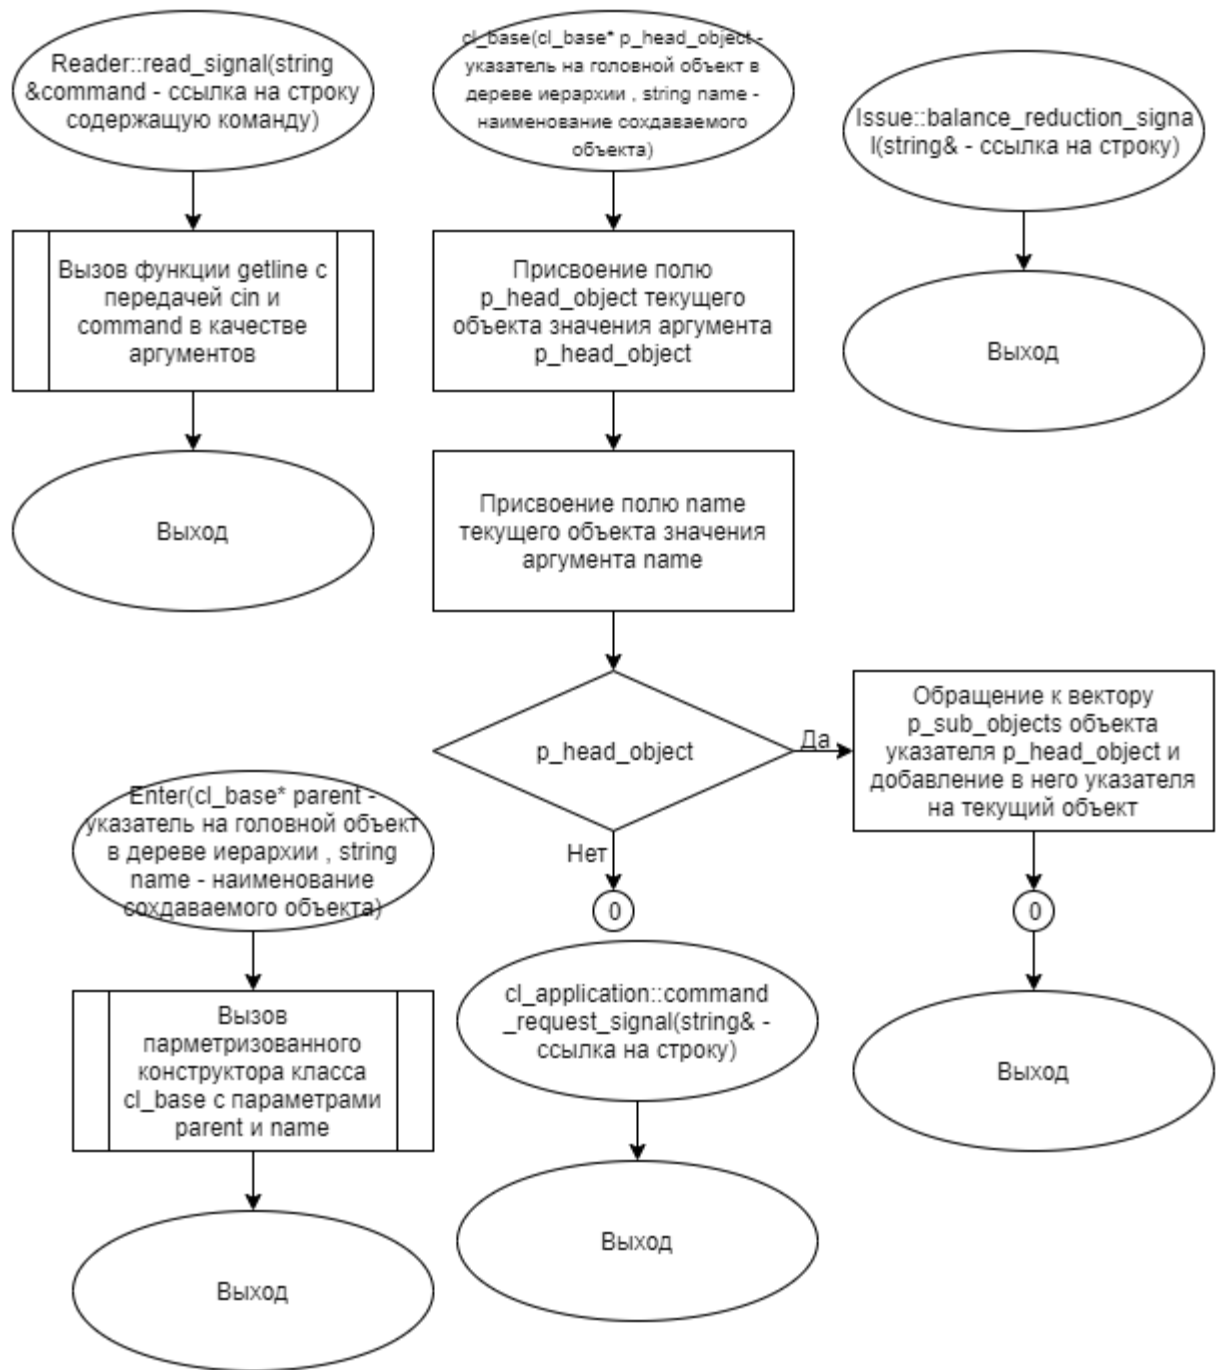 Reader::read_signal(string
&command - ссылка на строку
содержащую команду)
Вызов функции getline с
передачей cin и
command в качестве
аргументов
Выход
cl_base(cl_base* p_head_object -
указатель на головной объект в
дереве иерархии , string name -
наименование сохдаваемого
объекта)
Присвоение полю
p_head_object текущего
объекта значения аргумента
p_head_object
Присвоение полю name
текущего объекта значения
аргумента name
p_head_object
Да
Нет
0
Обращение к вектору
p_sub_objects объекта
указателя p_head_object и
добавление в него указателя
на текущий объект
0
Выход
Issue::balance_reduction_signa
l(string& - ссылка на строку)
Выход
Enter(cl_base* parent -
указатель на головной объект
в дереве иерархии , string
name - наименование
сохдаваемого объекта)
Вызов
парметризованного
конструктора класса
cl_base с параметрами
parent и name
Выход
cl_application::command
_request_signal(string& -
ссылка на строку)
Выход